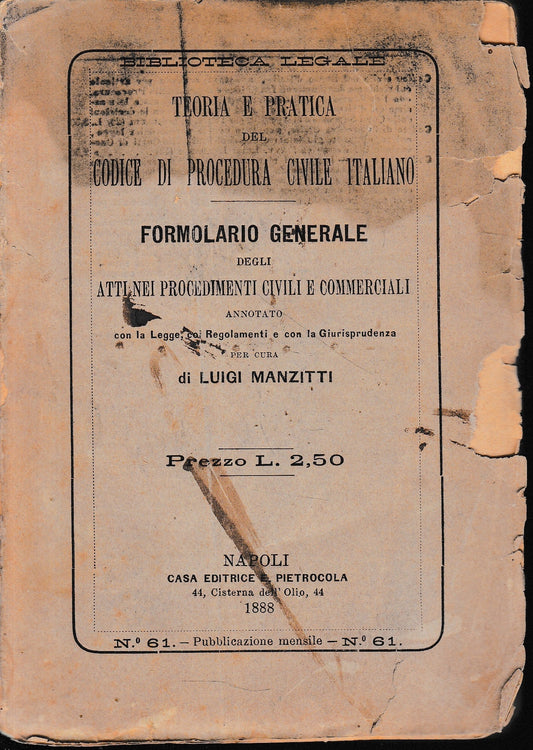 BIBLIOTECA LEGALE
TEORIA E PRATICA
DEL
CODICE DI PROCEDURA CIVILE ITALIANO
FORMOLARIO GENERALE
DEGLI
ATTI NEI PROCEDIMENTI CIVILI E COMMERCIALI
ANNOTATO
con la Legge, coi Regolamenti e con la Giurisprudenza
PER CURA
di LUIGI MANZITTI
Prezzo L. 2,50
NAPOLI
CASA EDITRICE E. PIETROCOLA
44, Cisterna dell'Olio, 44
1888
N.º 61. – Pubblicazione mensile – N.º 61.